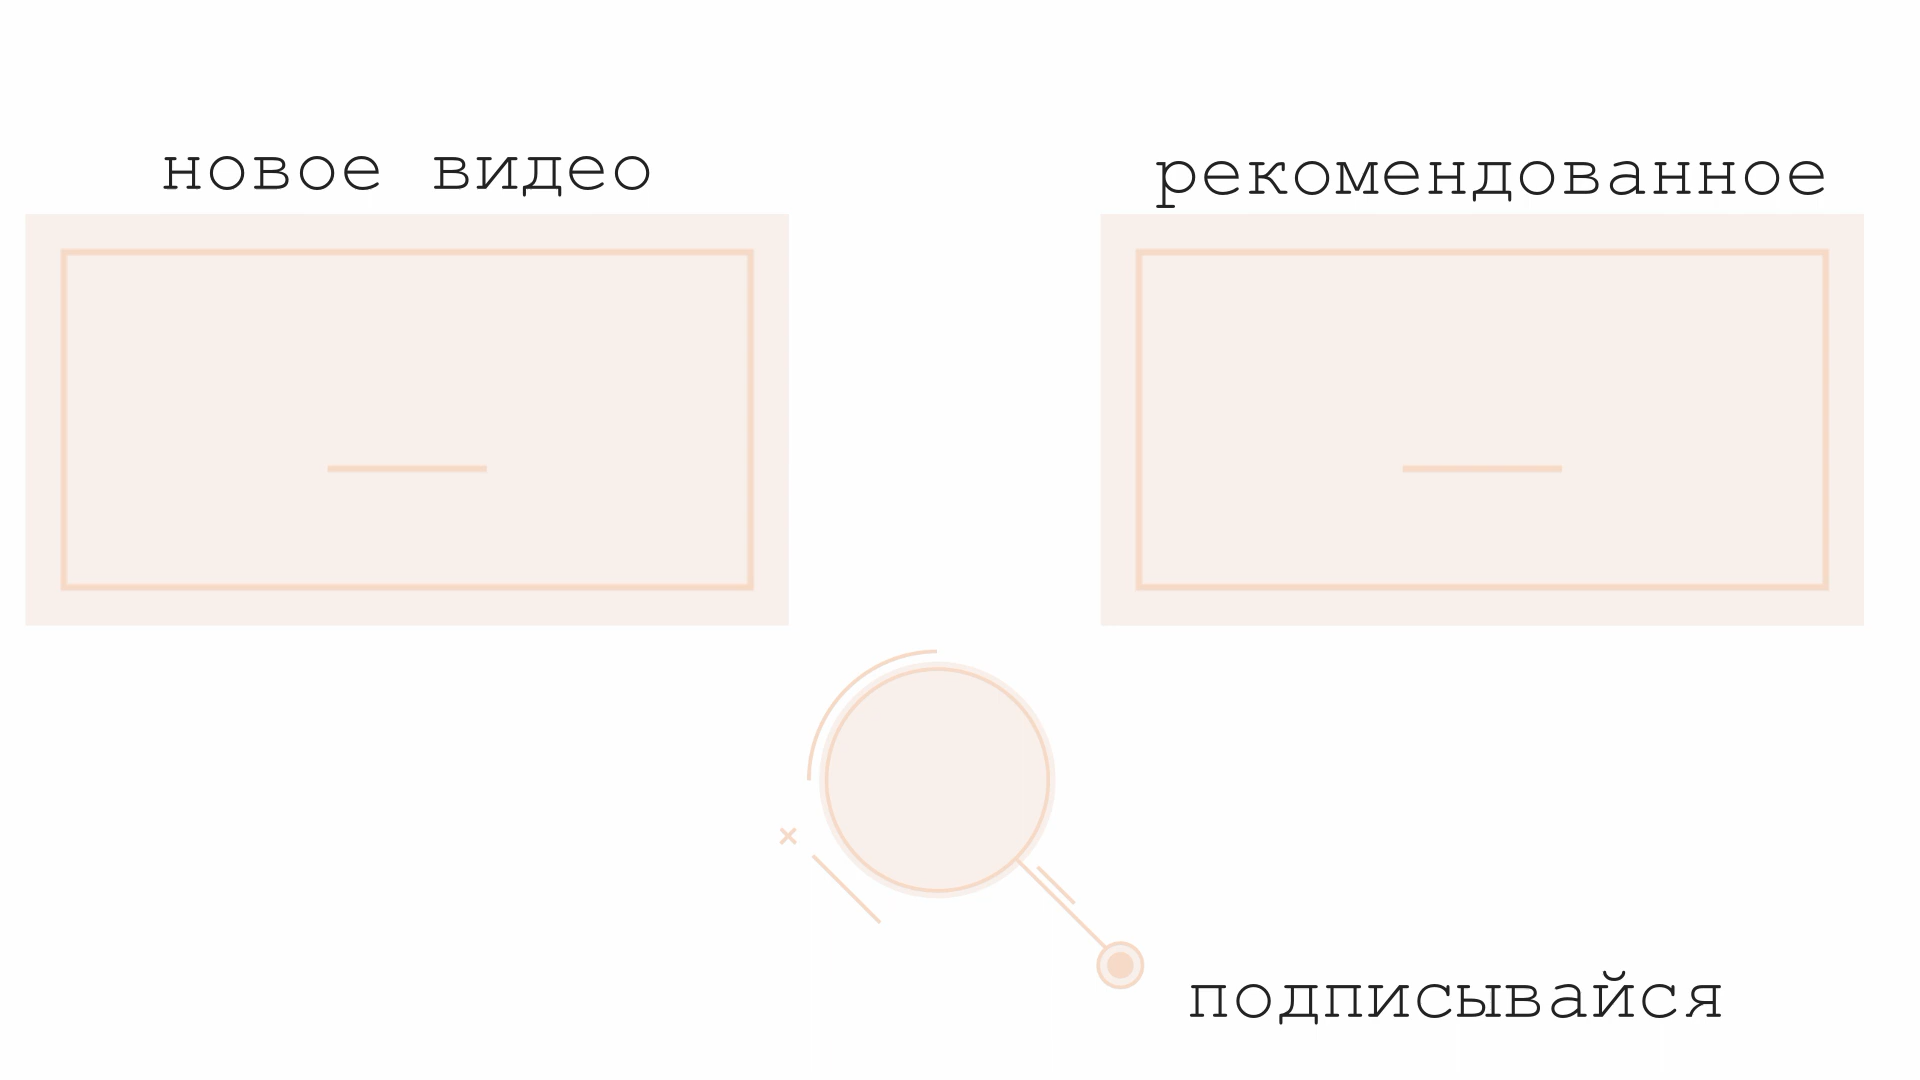 новое видео
рекомендованное
подписывайся